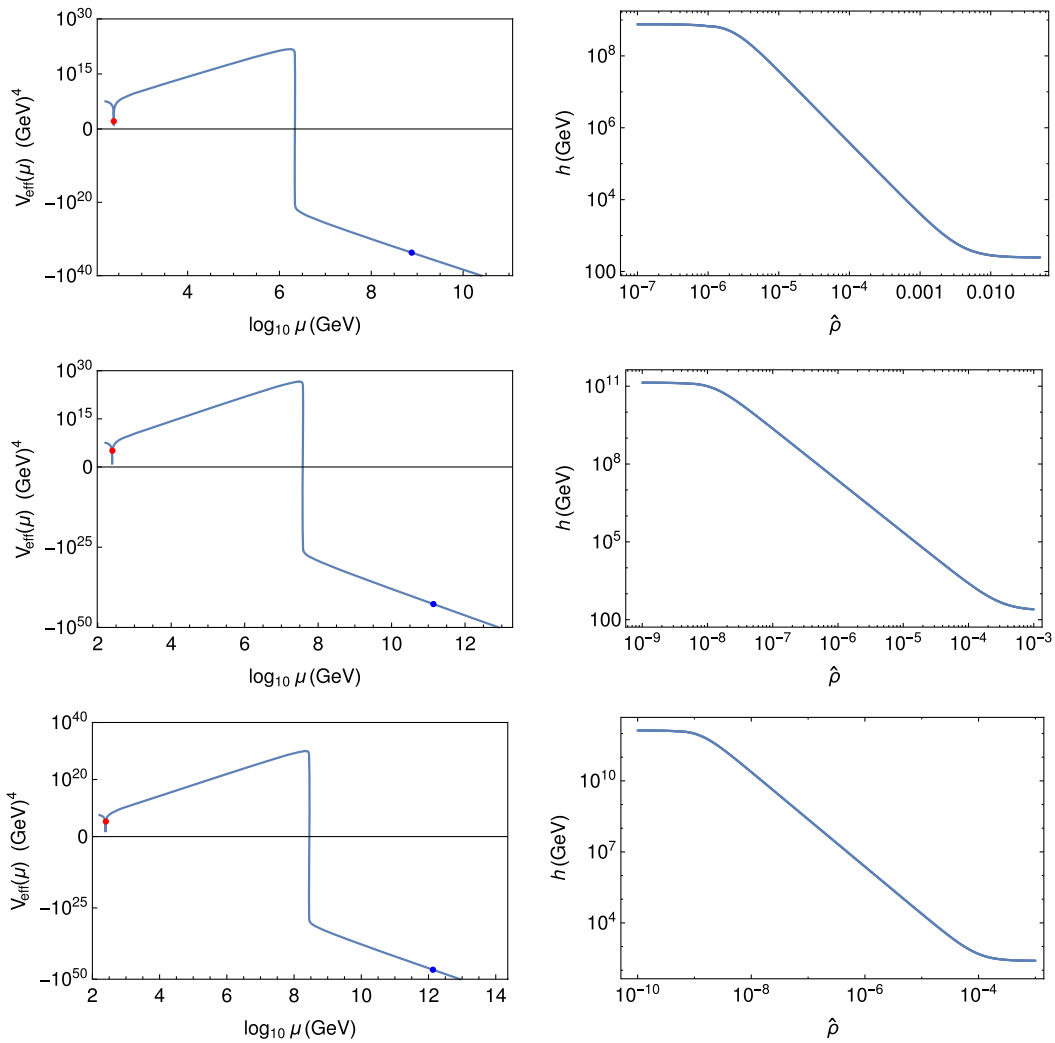 10^30
10^15
0
-10^20
-10^40
V_eff(μ) (GeV)^4
4 6 8 10
log_10 μ (GeV)
10^8
10^6
10^4
100
h (GeV)
10^-7 10^-6 10^-5 10^-4 0.001 0.010
ρ̂
10^30
10^15
0
-10^25
-10^50
V_eff(μ) (GeV)^4
2 4 6 8 10 12
log_10 μ (GeV)
10^11
10^8
10^5
100
h (GeV)
10^-9 10^-8 10^-7 10^-6 10^-5 10^-4 10^-3
ρ̂
10^40
10^20
0
-10^25
-10^50
V_eff(μ) (GeV)^4
2 4 6 8 10 12 14
log_10 μ (GeV)
10^10
10^7
10^4
h (GeV)
10^-10 10^-8 10^-6 10^-4
ρ̂